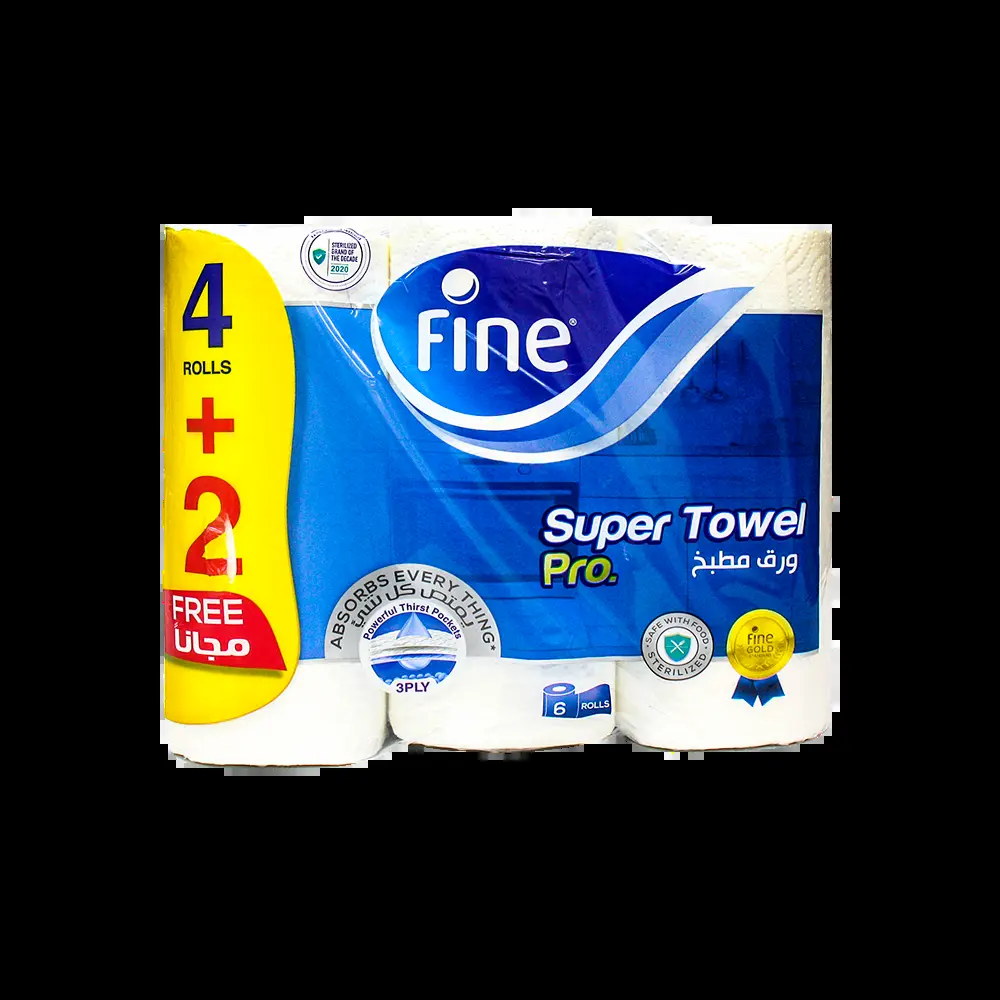 4
ROLLS
+
2
FREE
مجاناً
STERILIZED
BRAND OF
THE DECADE
2020
fine®
Super Towel
Pro.
ورق مطبخ
ABSORBS EVERY THING*
يمتص كل شيء
Powerful Thirst Pockets
3PLY
6 ROLLS
SAFE WITH FOOD
STERILIZED
fine
GOLD